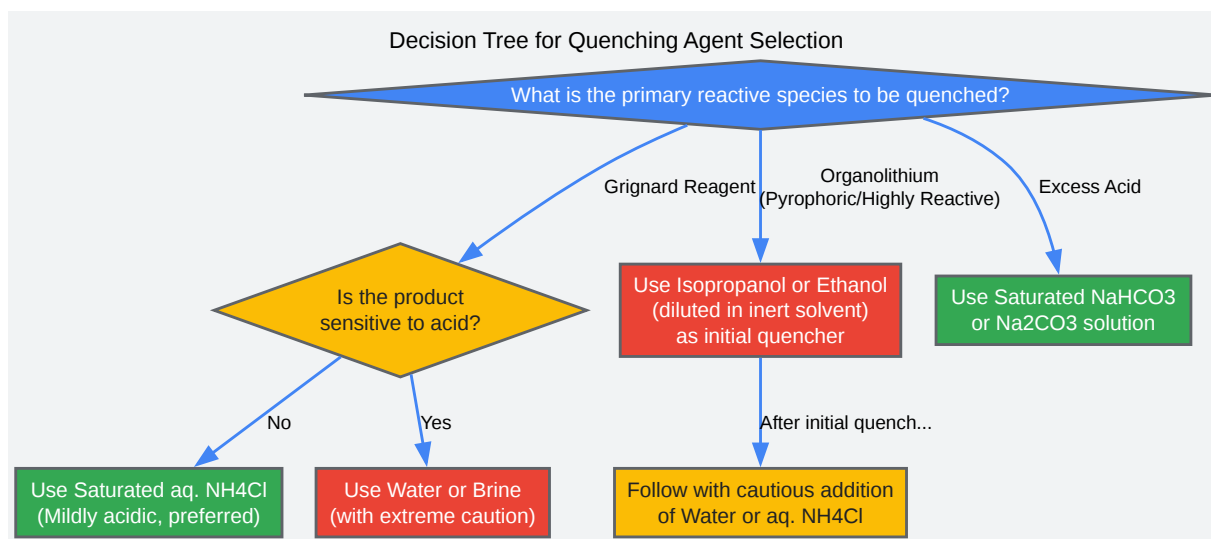 Decision Tree for Quenching Agent Selection
What is the primary reactive species to be quenched?
Grignard Reagent
Organolithium
(Pyrophoric/Highly Reactive)
Excess Acid
Is the product
sensitive to acid?
Use Isopropanol or Ethanol
(diluted in inert solvent)
as initial quencher
Use Saturated NaHCO3
or Na2CO3 solution
No
Yes
After initial quench...
Use Saturated aq. NH4Cl
(Mildly acidic, preferred)
Use Water or Brine
(with extreme caution)
Follow with cautious addition
of Water or aq. NH4Cl